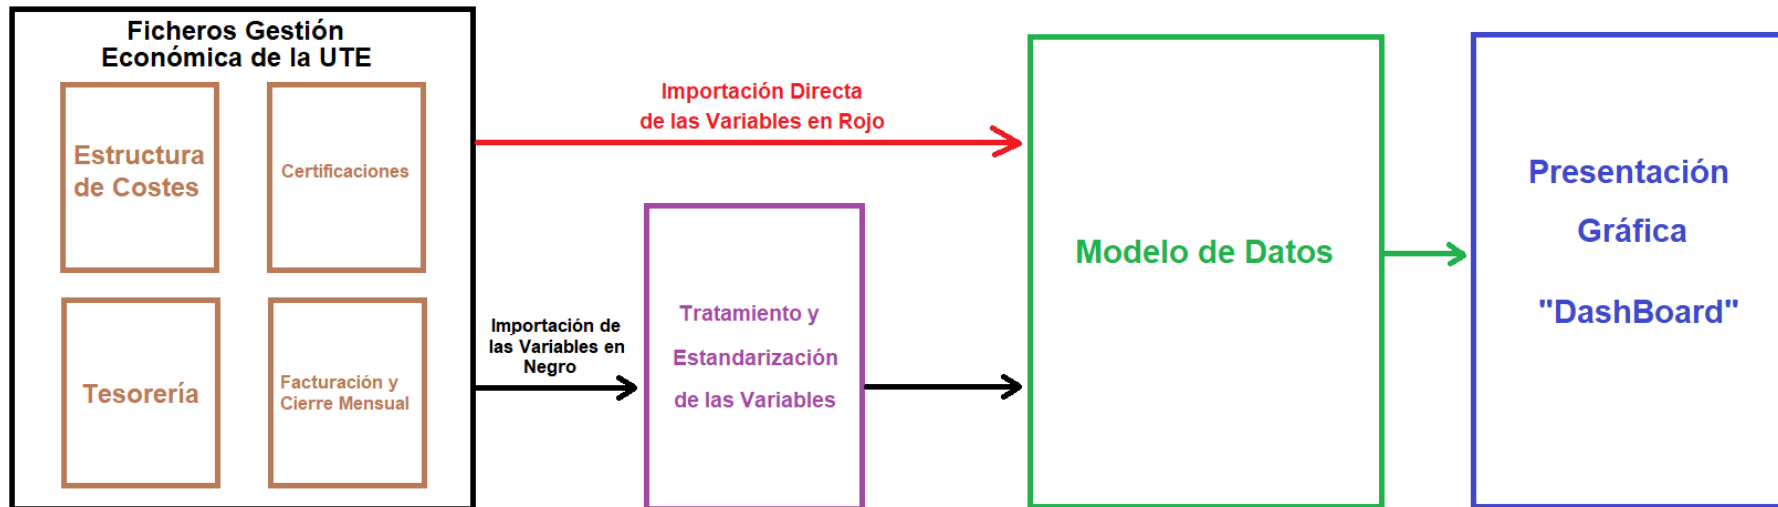 Ficheros Gestión
Económica de la UTE
Estructura
de Costes
Certificaciones
Tesorería
Facturación y
Cierre Mensual
Importación Directa
de las Variables en Rojo
Importación de
las Variables en
Negro
Tratamiento y
Estandarización
de las Variables
Modelo de Datos
Presentación
Gráfica
"DashBoard"